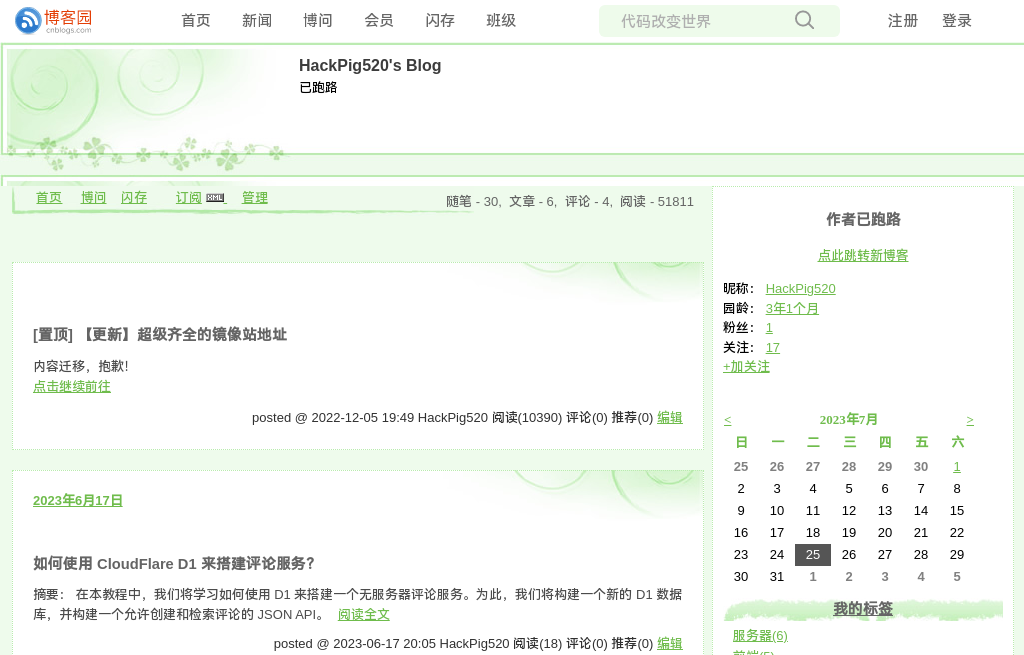 博客园
cnblogs.com
首页 新闻 博问 会员 闪存 班级
代码改变世界
注册 登录
HackPig520's Blog
已跑路
首页 博问 闪存 订阅 XML 管理
随笔 - 30, 文章 - 6, 评论 - 4, 阅读 - 51811
[置顶] 【更新】超级齐全的镜像站地址
内容迁移，抱歉！
点击继续前往
posted @ 2022-12-05 19:49 HackPig520 阅读(10390) 评论(0) 推荐(0) 编辑
2023年6月17日
如何使用 CloudFlare D1 来搭建评论服务？
摘要： 在本教程中，我们将学习如何使用 D1 来搭建一个无服务器评论服务。为此，我们将构建一个新的 D1 数据
库，并构建一个允许创建和检索评论的 JSON API。 阅读全文
posted @ 2023-06-17 20:05 HackPig520 阅读(18) 评论(0) 推荐(0) 编辑
作者已跑路
点此跳转新博客
昵称： HackPig520
园龄： 3年1个月
粉丝： 1
关注： 17
+加关注
< 2023年7月 >
日 一 二 三 四 五 六
25 26 27 28 29 30 1
2 3 4 5 6 7 8
9 10 11 12 13 14 15
16 17 18 19 20 21 22
23 24 25 26 27 28 29
30 31 1 2 3 4 5
我的标签
服务器(6)
前端(5)